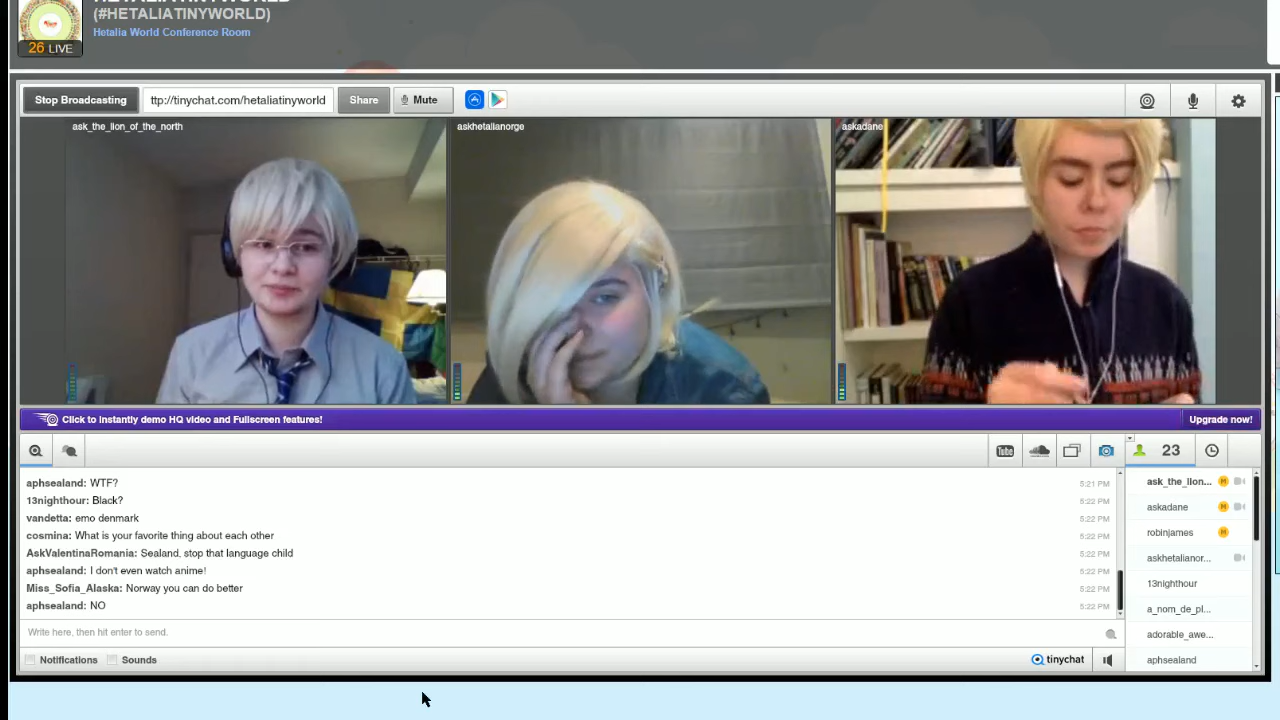 HETALIATINYWORLD
(#HETALIATINYWORLD)
Hetalia World Conference Room
26 LIVE
Stop Broadcasting
ttp://tinychat.com/hetaliatinyworld
Share
Mute
ask_the_lion_of_the_north
askhetalianorge
askadane
Click to instantly demo HQ video and Fullscreen features!
Upgrade now!
You Tube
23
aphsealand: WTF? 5:21 PM
13nighthour: Black? 5:22 PM
vandetta: emo denmark 5:22 PM
cosmina: What is your favorite thing about each other 5:22 PM
AskValentinaRomania: Sealand, stop that language child 5:22 PM
aphsealand: I don't even watch anime! 5:22 PM
Miss_Sofia_Alaska: Norway you can do better 5:22 PM
aphsealand: NO 5:22 PM
ask_the_lion... M
askadane M
robinjames M
askhetalianor...
13nighthour
a_nom_de_pl...
adorable_awe...
aphsealand
Write here, then hit enter to send.
Notifications
Sounds
tinychat